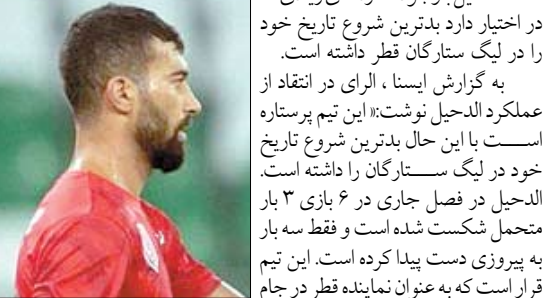 در اختیار دارد بدترین شروع تاریخ خود
را در لیگ ستارگان قطر داشته است.
به گزارش ایسنا ، الرای در انتقاد از
عملکرد الدحیل نوشت:« این تیم پرستاره
است با این حال بدترین شروع تاریخ
خود در لیگ ستارگان را داشته است.
الدحیل در فصل جاری در ۶ بازی ۳ بار
متحمل شکست شده است و فقط سه بار
به پیروزی دست پیدا کرده است. این تیم
قرار است که به عنوان نماینده قطر در جام